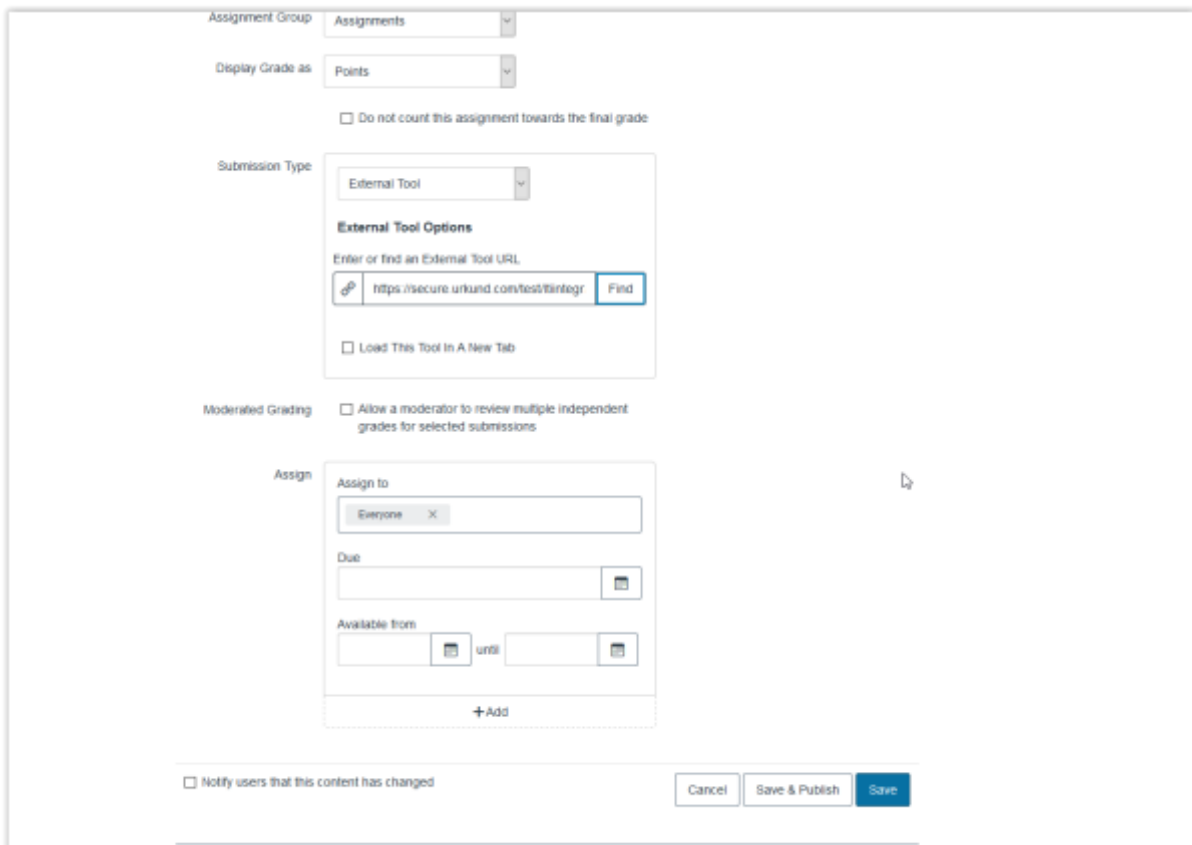 Assignment Group
Assignments
Display Grade as
Points
Do not count this assignment towards the final grade
Submission Type
External Tool
External Tool Options
Enter or find an External Tool URL
https://secure.urkund.com/test/ltiintegr
Find
Load This Tool In A New Tab
Moderated Grading
Allow a moderator to review multiple independent
grades for selected submissions
Assign
Assign to
Everyone
Due
Available from
until
+Add
Notify users that this content has changed
Cancel
Save & Publish
Save